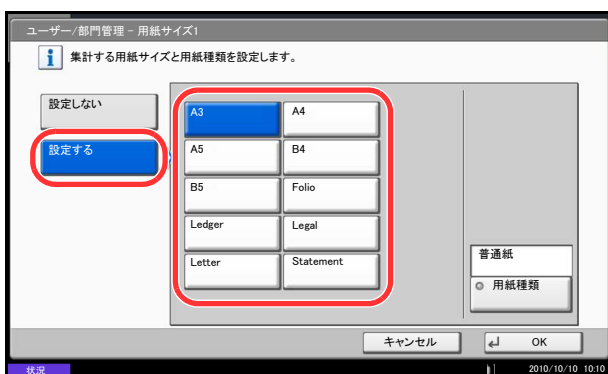 ユーザー/部門管理 - 用紙サイズ1
集計する用紙サイズと用紙種類を設定します。
設定しない
設定する
A3
A4
A5
B4
B5
Folio
Ledger
Legal
Letter
Statement
普通紙
用紙種類
キャンセル
OK
状況
2010/10/10 10:10